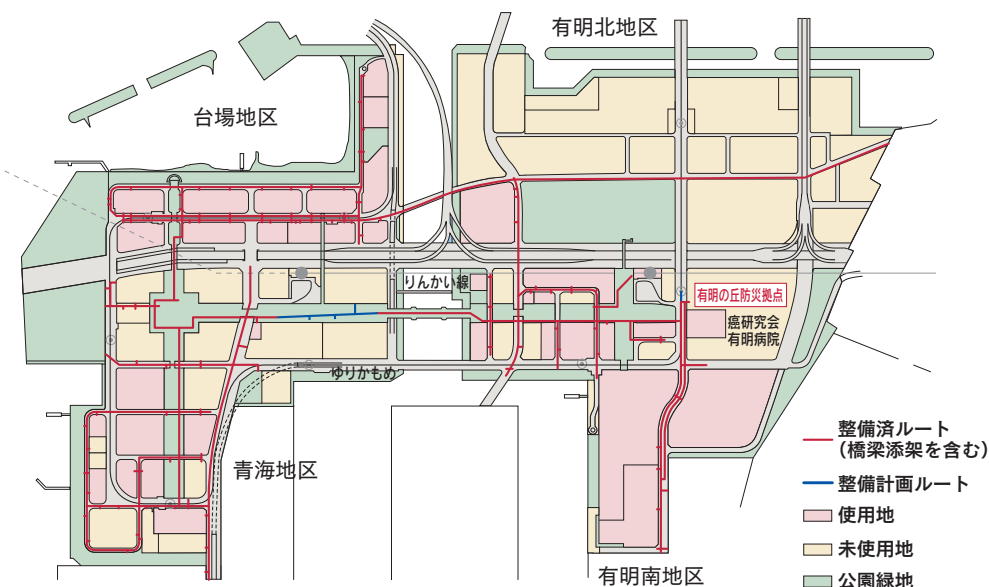 有明北地区
台場地区
りんかい線
有明の丘防災拠点
癌研究会
有明病院
ゆりかもめ
青海地区
有明南地区
整備済ルート
(橋梁添架を含む)
整備計画ルート
使用地
未使用地
公園緑地